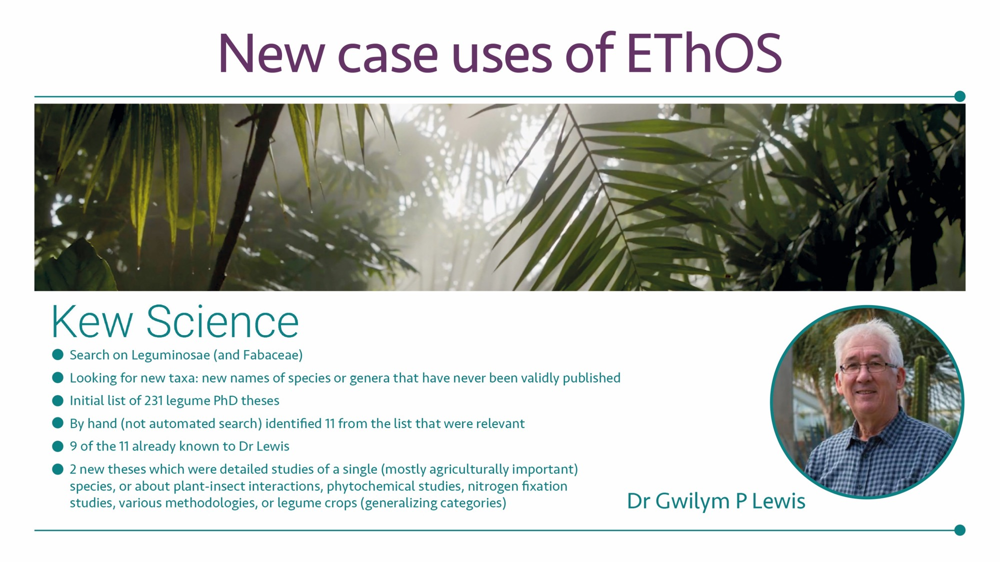 New case uses of EThOS
Kew Science
Search on Leguminosae (and Fabaceae)
Looking for new taxa: new names of species or genera that have never been validly published
Initial list of 231 legume PhD theses
By hand (not automated search) identified 11 from the list that were relevant
9 of the 11 already known to Dr Lewis
2 new theses which were detailed studies of a single (mostly agriculturally important)
species, or about plant-insect interactions, phytochemical studies, nitrogen fixation
studies, various methodologies, or legume crops (generalizing categories)
Dr Gwilym P Lewis